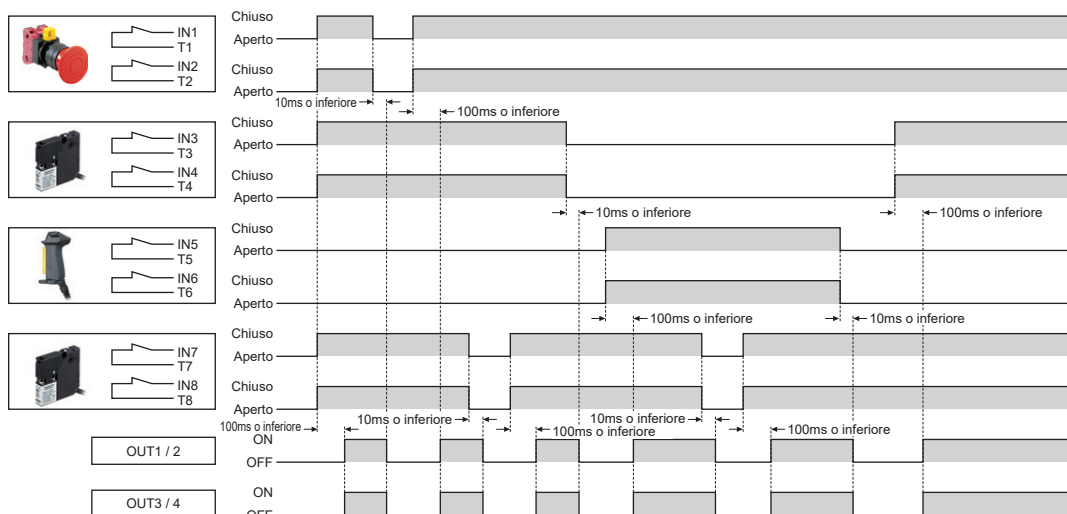 Chiuso
IN1
Aperto
T1
Chiuso
IN2
T2
Aperto
10ms o inferiore
100ms o inferiore
Chiuso
IN3
Aperto
T3
Chiuso
IN4
T4
Aperto
10ms o inferiore
100ms o inferiore
Chiuso
IN5
Aperto
T5
Chiuso
IN6
T6
Aperto
100ms o inferiore
10ms o inferiore
Chiuso
IN7
Aperto
T7
Chiuso
IN8
T8
Aperto
10ms o inferiore
10ms o inferiore
100ms o inferiore
100ms o inferiore
100ms o inferiore
ON
OUT1 / 2
OFF
ON
OUT3 / 4
OFF